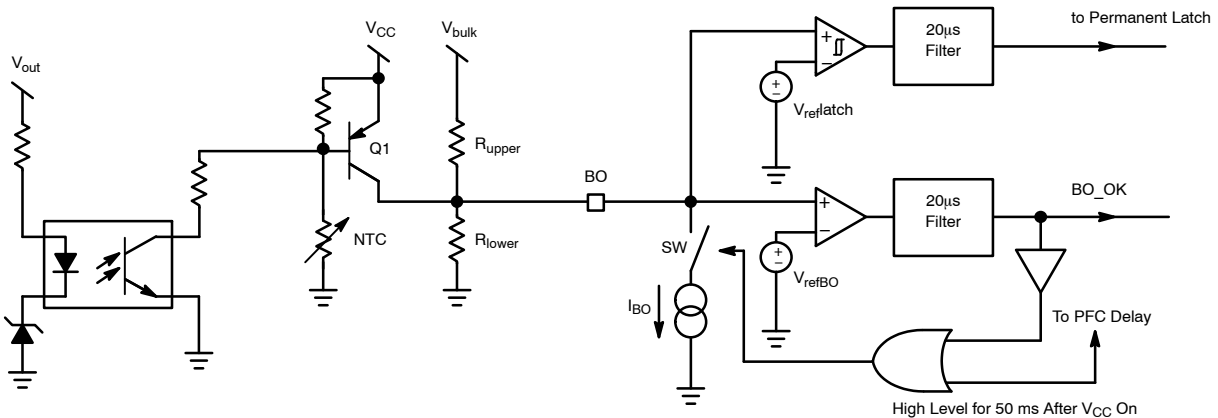 V_out
V_CC
V_bulk
Q1
R_upper
NTC
R_lower
BO
SW
I_BO
+
−
V_reflatch
20μs
Filter
to Permanent Latch
+
−
V_refBO
20μs
Filter
BO_OK
To PFC Delay
High Level for 50 ms After V_CC On